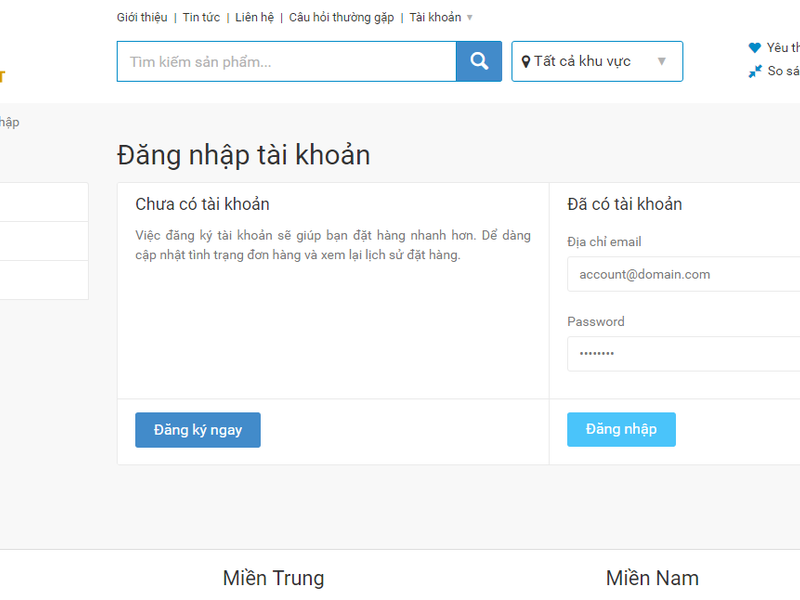 Giới thiệu | Tin tức | Liên hệ | Câu hỏi thường gặp | Tài khoản
Tìm kiếm sản phẩm...
Tất cả khu vực
Yêu th
So sá
T
hập
Đăng nhập tài khoản
Chưa có tài khoản
Việc đăng ký tài khoản sẽ giúp bạn đặt hàng nhanh hơn. Dể dàng
cập nhật tình trạng đơn hàng và xem lại lịch sử đặt hàng.
Đăng ký ngay
Đã có tài khoản
Địa chỉ email
account@domain.com
Password
••••••••
Đăng nhập
Miền Trung
Miền Nam